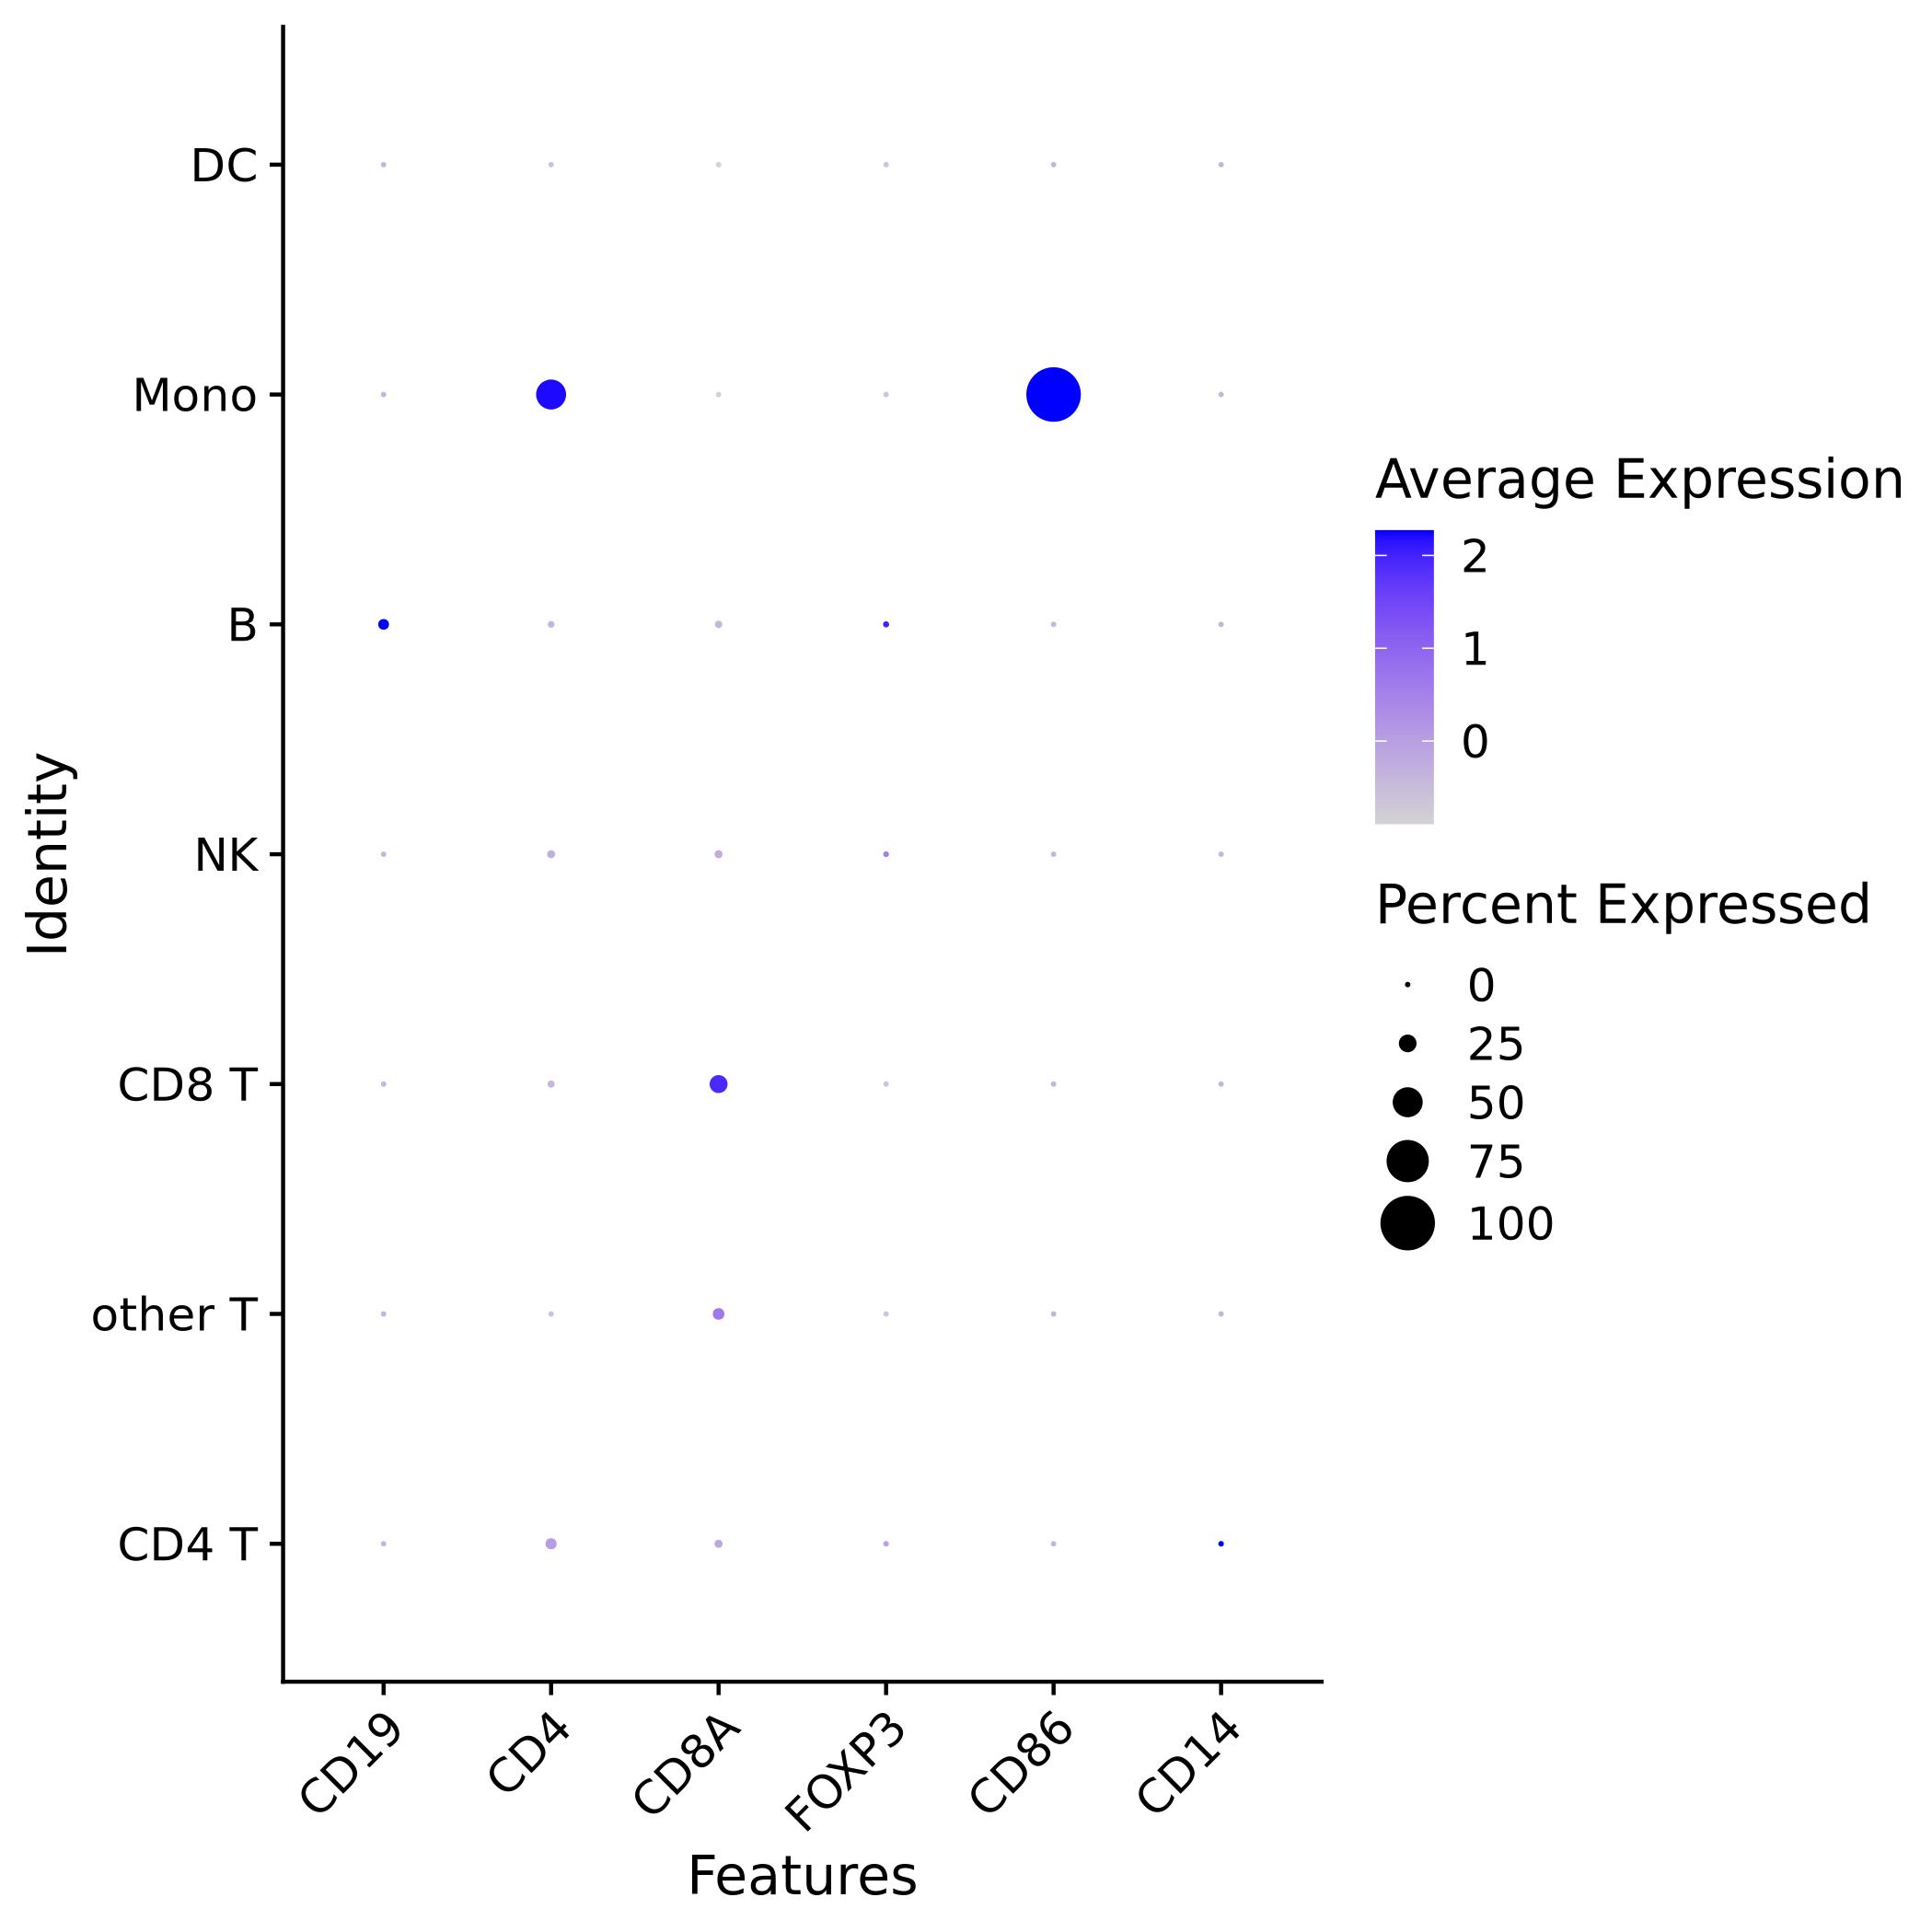 DC
Mono
B
NK
CD8 T
other T
CD4 T
Identity
CD19
CD4
CD8A
FOXP3
CD86
CD14
Features
Average Expression
2
1
0
Percent Expressed
0
25
50
75
100